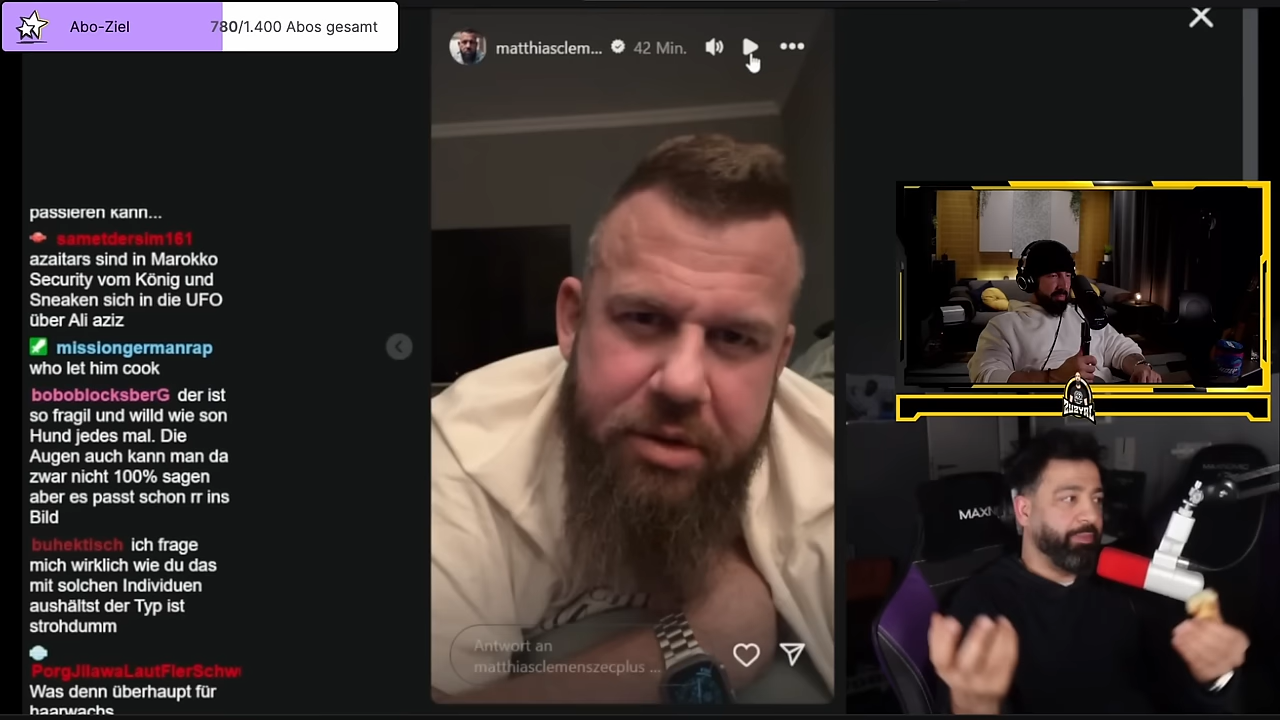 Abo-Ziel
780/1.400 Abos gesamt
matthiasclem...
42 Min.
passieren kann...
sametdersim161
azaitars sind in Marokko
Security vom König und
Sneaken sich in die UFO
über Ali aziz
missiongermanrap
who let him cook
boboblocksberG der ist
so fragil und willd wie son
Hund jedes mal. Die
Augen auch kann man da
zwar nicht 100% sagen
aber es passt schon rr ins
Bild
buhektisch ich frage
mich wirklich wie du das
mit solchen Individuen
aushältst der Typ ist
strohdumm
Was denn überhaupt für
haarwachs
Antwort an
matthiasclemenszecplus ...